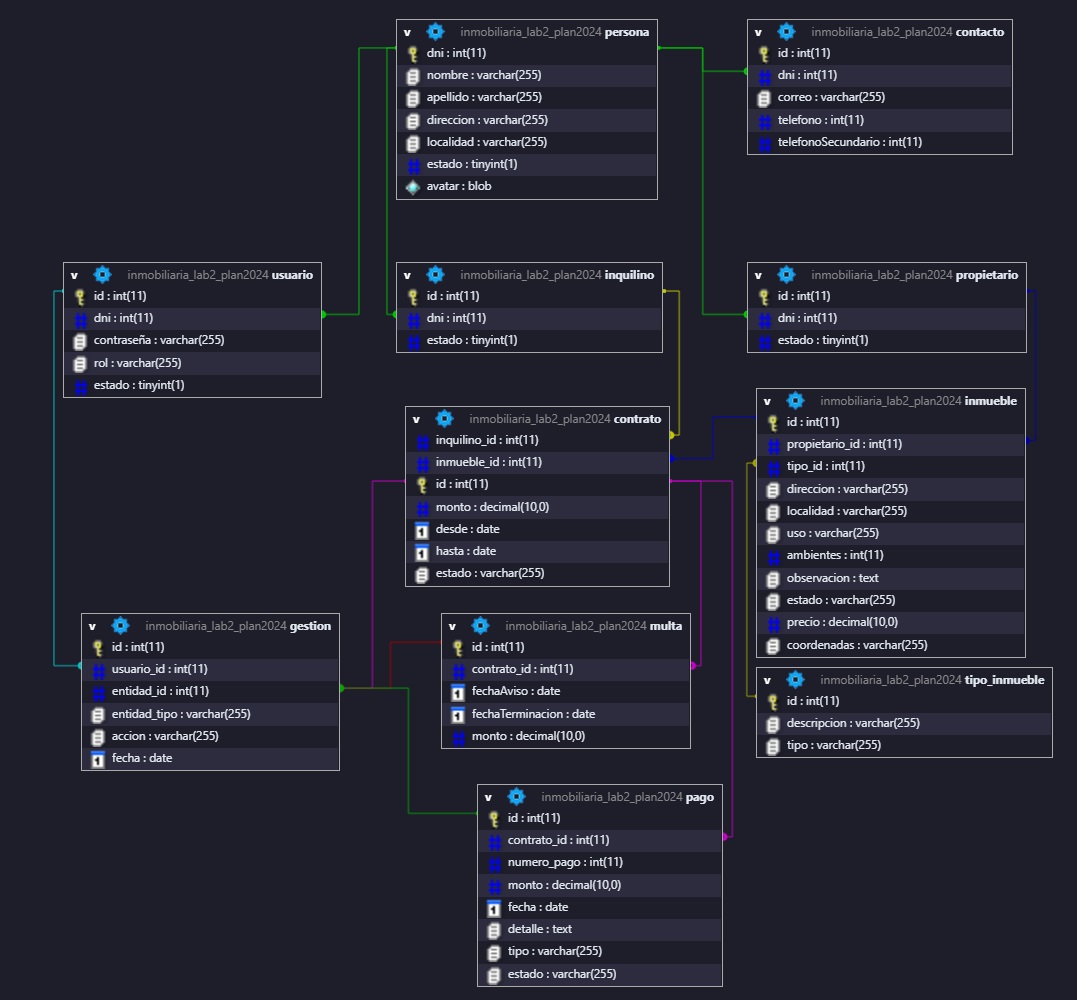 v inmobiliaria_lab2_plan2024 persona
dni : int(11)
nombre : varchar(255)
apellido : varchar(255)
direccion : varchar(255)
localidad : varchar(255)
estado : tinyint(1)
avatar : blob
v inmobiliaria_lab2_plan2024 contacto
id : int(11)
dni : int(11)
correo : varchar(255)
telefono : int(11)
telefonoSecundario : int(11)
v inmobiliaria_lab2_plan2024 usuario
id : int(11)
dni : int(11)
contraseña : varchar(255)
rol : varchar(255)
estado : tinyint(1)
v inmobiliaria_lab2_plan2024 inquilino
id : int(11)
dni : int(11)
estado : tinyint(1)
v inmobiliaria_lab2_plan2024 propietario
id : int(11)
dni : int(11)
estado : tinyint(1)
v inmobiliaria_lab2_plan2024 contrato
inquilino_id : int(11)
inmueble_id : int(11)
id : int(11)
monto : decimal(10,0)
desde : date
hasta : date
estado : varchar(255)
v inmobiliaria_lab2_plan2024 inmueble
id : int(11)
propietario_id : int(11)
tipo_id : int(11)
direccion : varchar(255)
localidad : varchar(255)
uso : varchar(255)
ambientes : int(11)
observacion : text
estado : varchar(255)
precio : decimal(10,0)
coordenadas : varchar(255)
v inmobiliaria_lab2_plan2024 gestion
id : int(11)
usuario_id : int(11)
entidad_id : int(11)
entidad_tipo : varchar(255)
accion : varchar(255)
fecha : date
v inmobiliaria_lab2_plan2024 multa
id : int(11)
contrato_id : int(11)
fechaAviso : date
fechaTerminacion : date
monto : decimal(10,0)
v inmobiliaria_lab2_plan2024 tipo_inmueble
id : int(11)
descripcion : varchar(255)
tipo : varchar(255)
v inmobiliaria_lab2_plan2024 pago
id : int(11)
contrato_id : int(11)
numero_pago : int(11)
monto : decimal(10,0)
fecha : date
detalle : text
tipo : varchar(255)
estado : varchar(255)